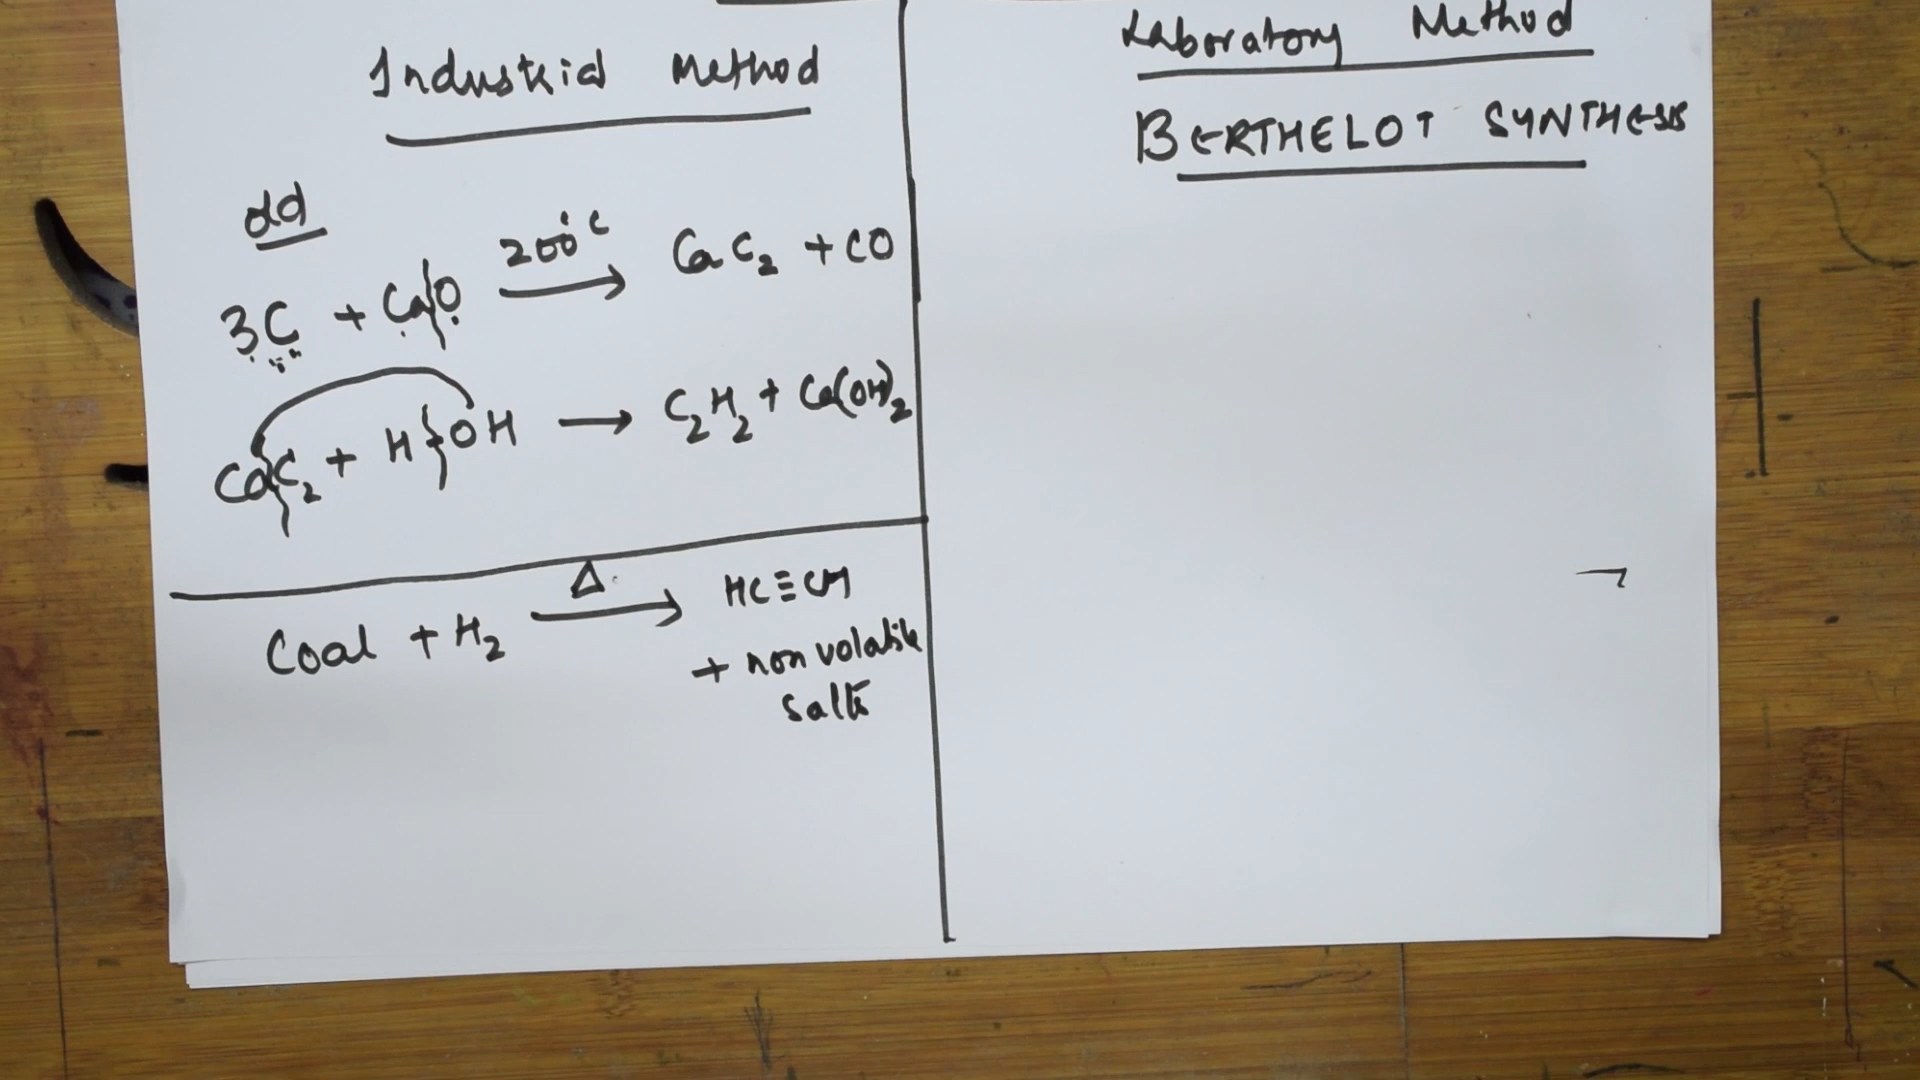 Industrial Method
old
3C + CaO 200°C → CaC₂ + CO
CaC₂ + H OH → C₂H₂ + Ca(OH)₂
Coal + H₂ Δ → HC≡CH
+ non volatile
salts
Laboratory Method
BERTHELOT SYNTHESIS